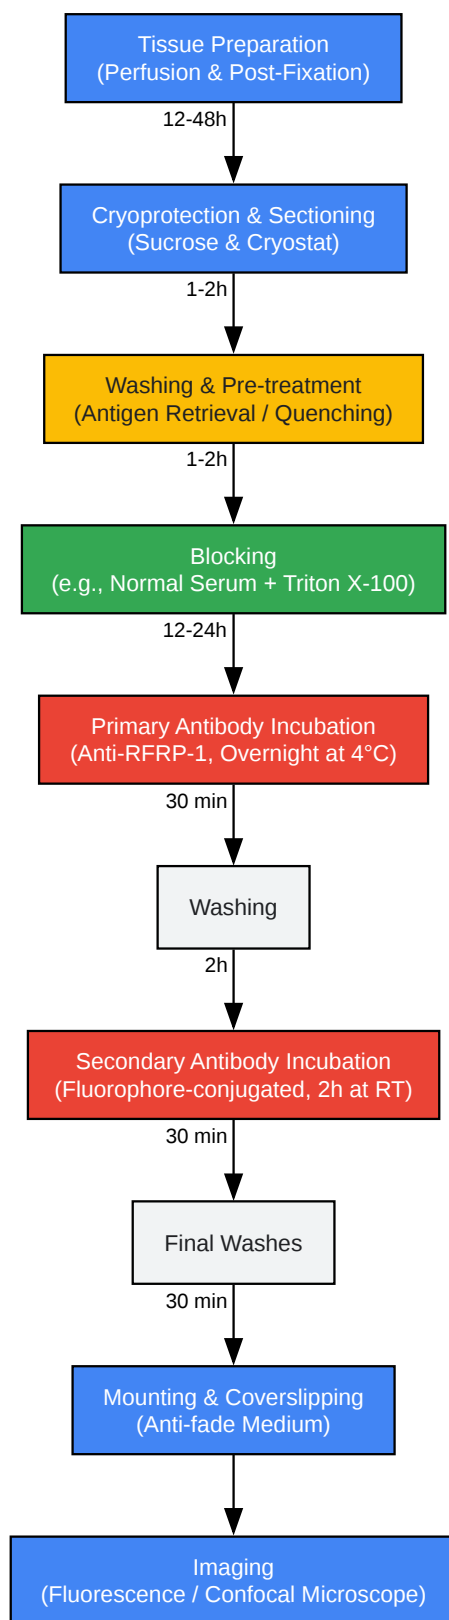 Tissue Preparation
(Perfusion & Post-Fixation)
12-48h
Cryoprotection & Sectioning
(Sucrose & Cryostat)
1-2h
Washing & Pre-treatment
(Antigen Retrieval / Quenching)
1-2h
Blocking
(e.g., Normal Serum + Triton X-100)
12-24h
Primary Antibody Incubation
(Anti-RFRP-1, Overnight at 4°C)
30 min
Washing
2h
Secondary Antibody Incubation
(Fluorophore-conjugated, 2h at RT)
30 min
Final Washes
30 min
Mounting & Coverslipping
(Anti-fade Medium)
Imaging
(Fluorescence / Confocal Microscope)